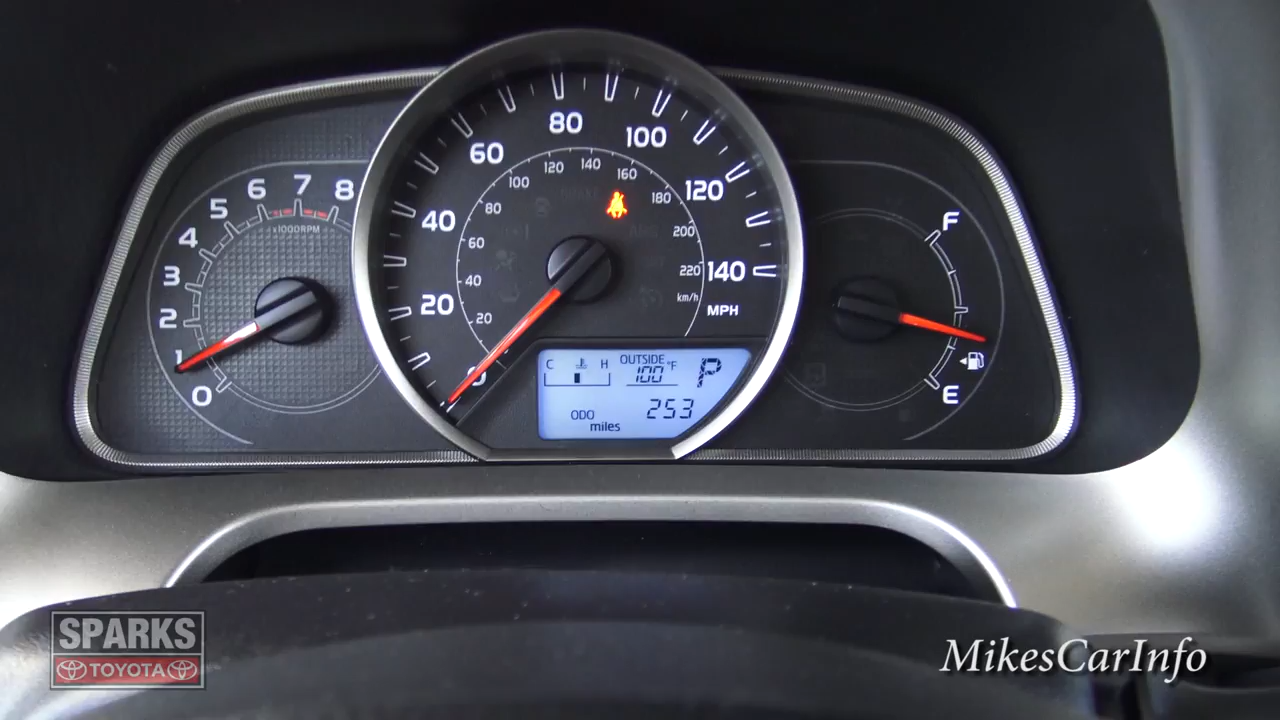 0
1
2
3
4
5
6
7
8
x1000RPM
0
20
40
60
80
100
120
140
MPH
20
40
60
80
100
120
140
160
180
200
220
km/h
C H
OUTSIDE
100°F
P
ODO 253
miles
F
E
SPARKS
TOYOTA
MikesCarInfo